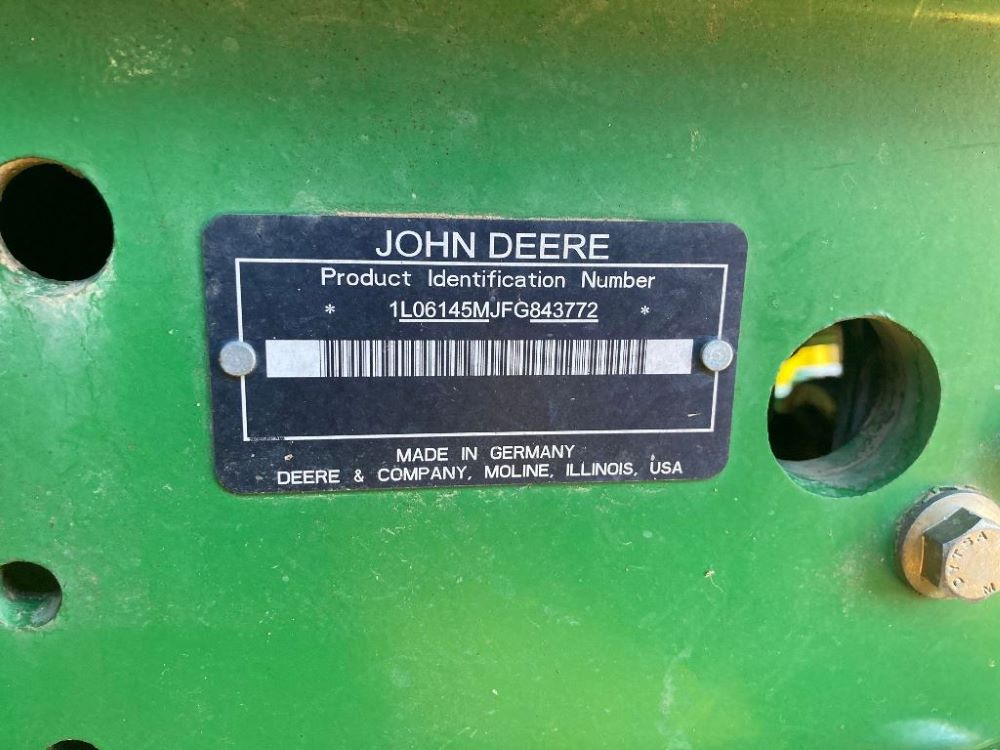 JOHN DEERE
Product Identification Number
* 1L06145MJFG843772 *
MADE IN GERMANY
DEERE & COMPANY, MOLINE, ILLINOIS, USA